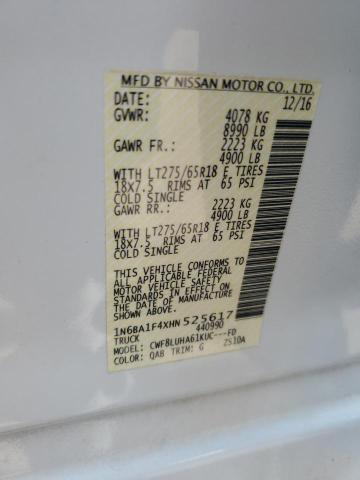 MFD BY NISSAN MOTOR CO., LTD.
DATE: 12/16
GVWR: 4078 KG
8990 LB
GAWR FR.: 2223 KG
4900 LB
WITH LT275/65R18 E, TIRES
18X7.5 RIMS AT 65 PSI
COLD SINGLE
GAWR RR.: 2223 KG
4900 LB
WITH LT275/65R18 E, TIRES
18X7.5 RIMS AT 65 PSI
COLD SINGLE
THIS VEHICLE CONFORMS TO
ALL APPLICABLE FEDERAL
MOTOR VEHICLE SAFETY
STANDARDS IN EFFECT ON
THE DATE OF MANUFACTURE
SHOWN ABOVE.
1N6BA1F4XHN525617
TRUCK 440990
MODEL: CWF8LUHA61KUC---FD
COLOR: QAB TRIM: G ZS10A